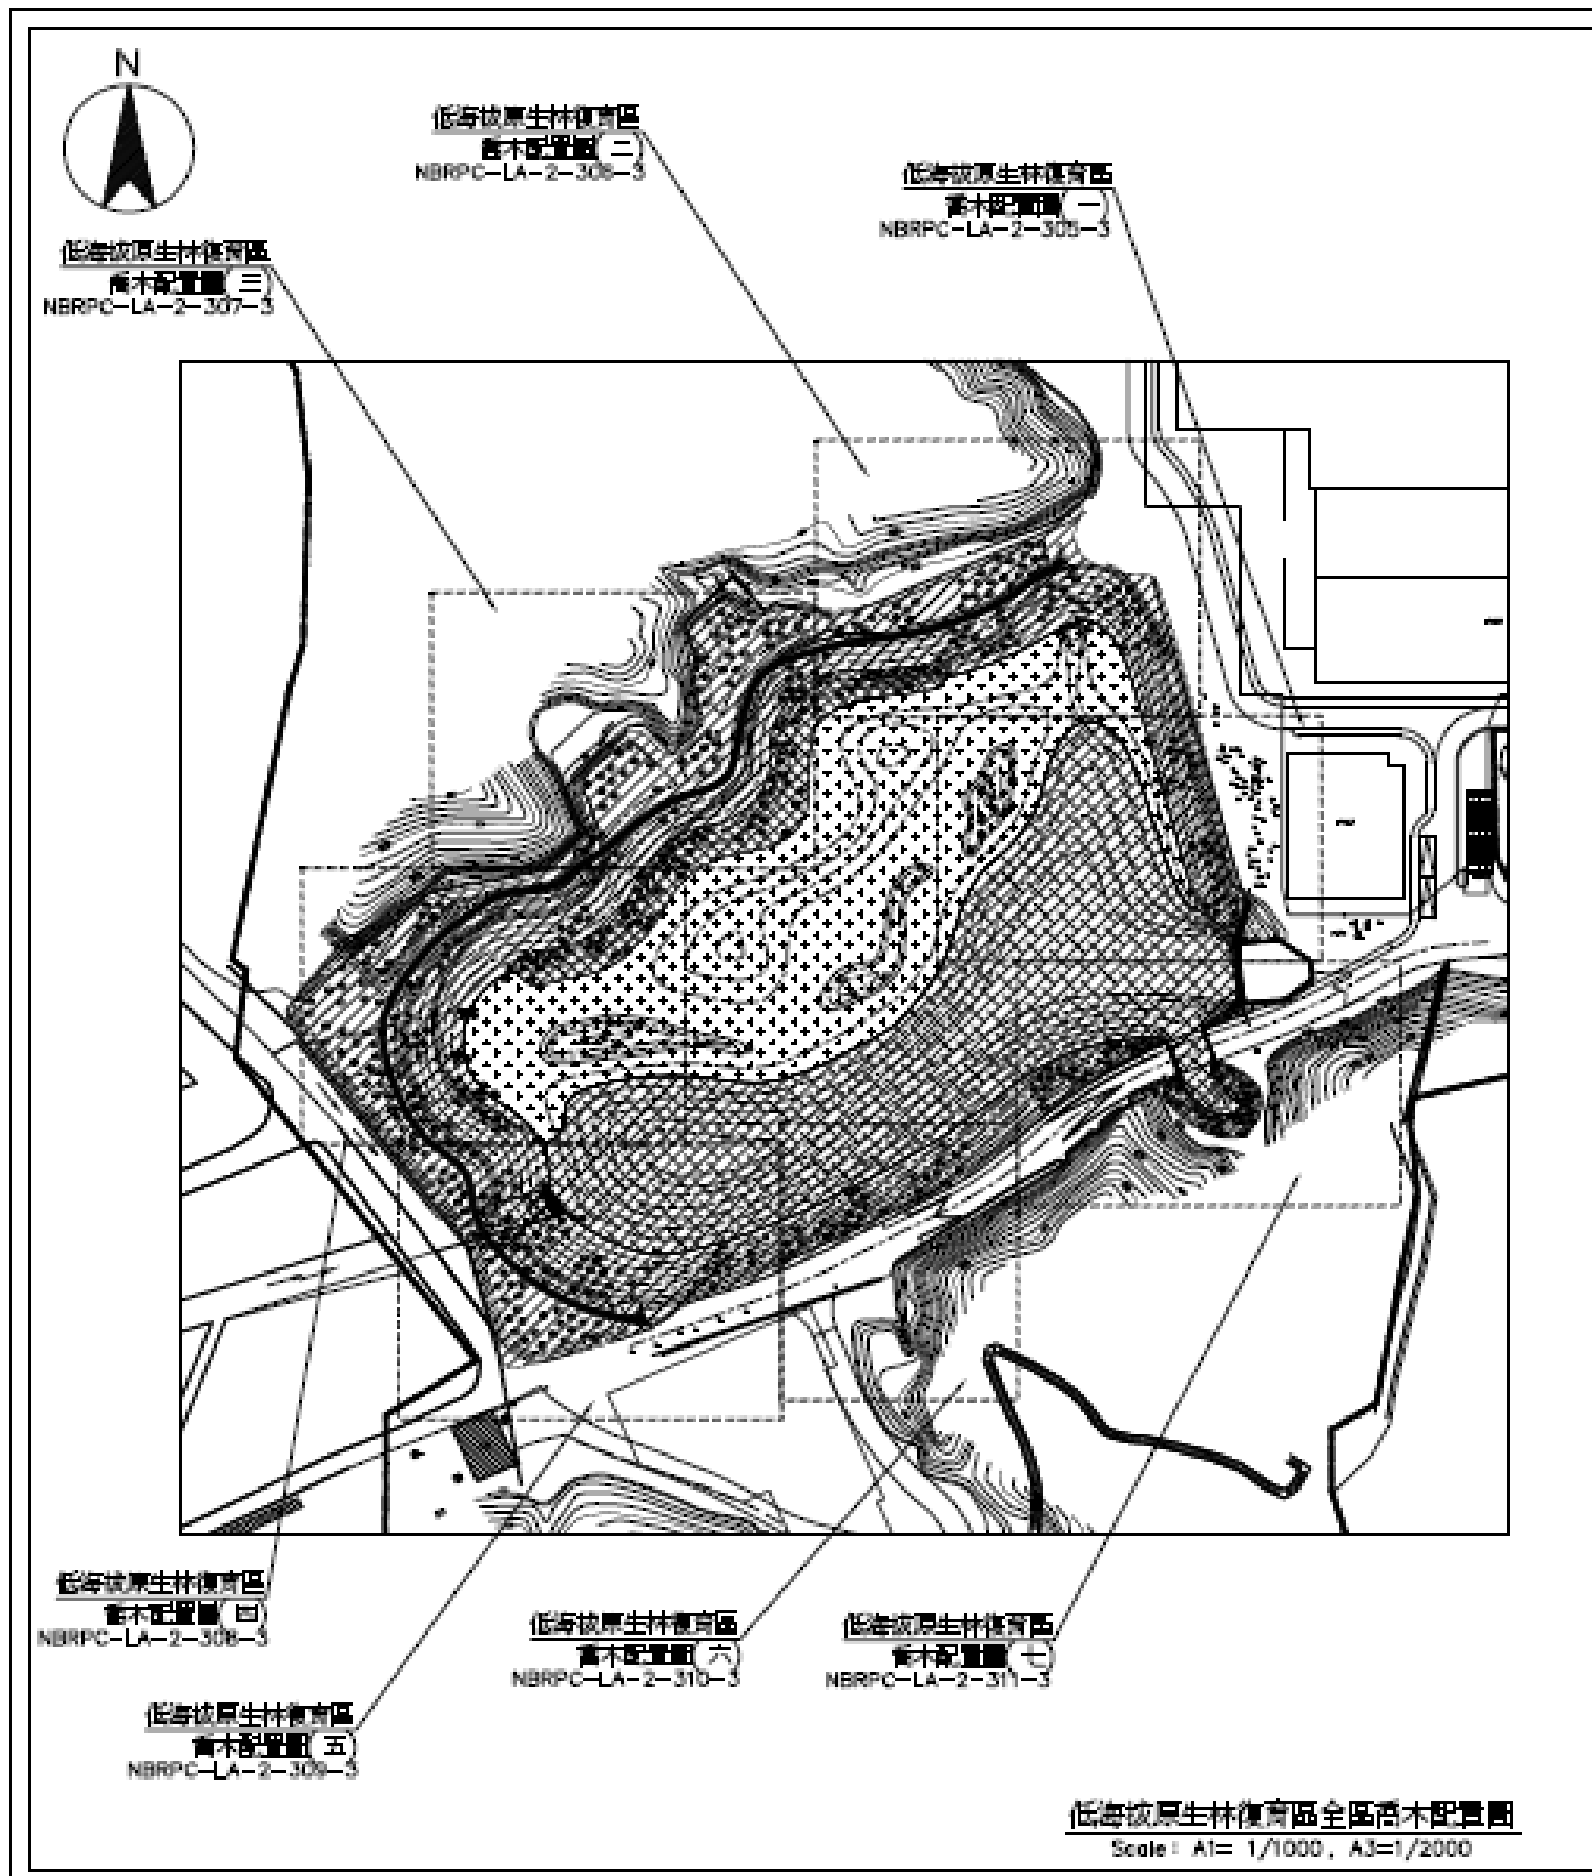 N
低海拔原生林復育區
喬木配置圖(二)
NBRPC-LA-2-306-3
低海拔原生林復育區
喬木配置圖(一)
NBRPC-LA-2-305-3
低海拔原生林復育區
喬木配置圖(三)
NBRPC-LA-2-307-3
低海拔原生林復育區
喬木配置圖(四)
NBRPC-LA-2-308-3
低海拔原生林復育區
喬木配置圖(六)
NBRPC-LA-2-310-3
低海拔原生林復育區
喬木配置圖(七)
NBRPC-LA-2-311-3
低海拔原生林復育區
喬木配置圖(五)
NBRPC-LA-2-309-3
低海拔原生林復育區全區喬木配置圖
Scale: A1= 1/1000, A3=1/2000